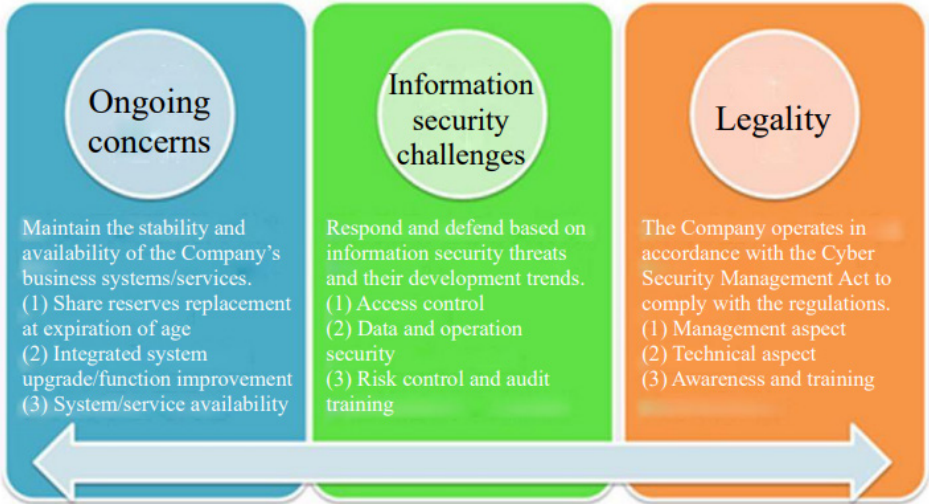 Ongoing
concerns
Maintain the stability and
availability of the Company's
business systems/services.
(1) Share reserves replacement
at expiration of age
(2) Integrated system
upgrade/function improvement
(3) System/service availability
Information
security
challenges
Respond and defend based on
information security threats
and their development trends.
(1) Access control
(2) Data and operation
security
(3) Risk control and audit
training
Legality
The Company operates in
accordance with the Cyber
Security Management Act to
comply with the regulations.
(1) Management aspect
(2) Technical aspect
(3) Awareness and training